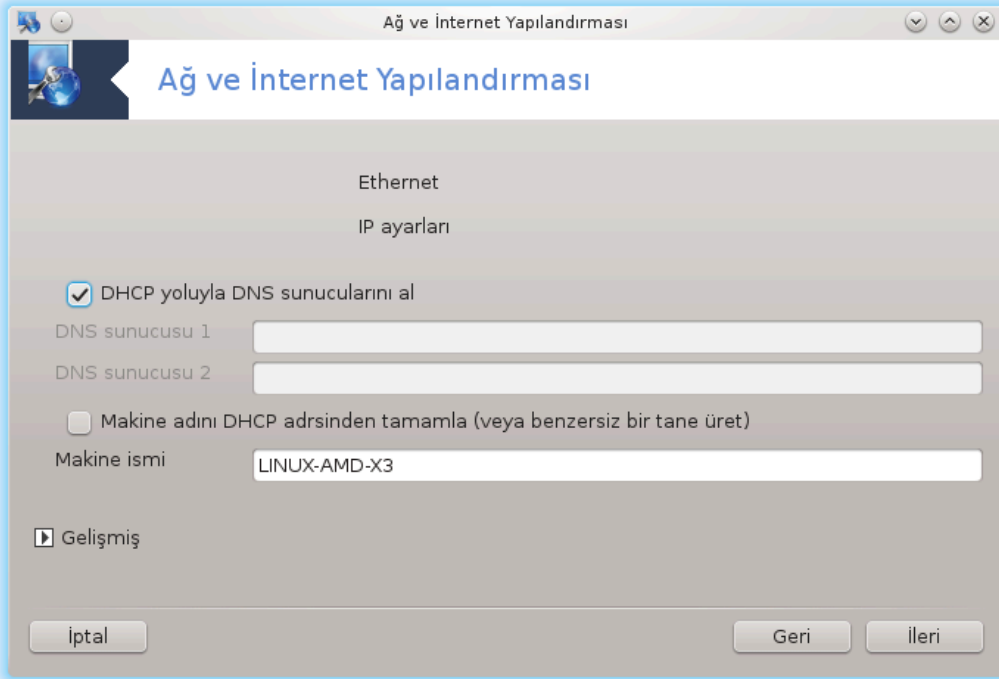 Ağ ve İnternet Yapılandırması
Ağ ve İnternet Yapılandırması
Ethernet
IP ayarları
DHCP yoluyla DNS sunucularını al
DNS sunucusu 1
DNS sunucusu 2
Makine adını DHCP adrsinden tamamla (veya benzersiz bir tane üret)
Makine ismi LINUX-AMD-X3
Gelişmiş
İptal Geri İleri